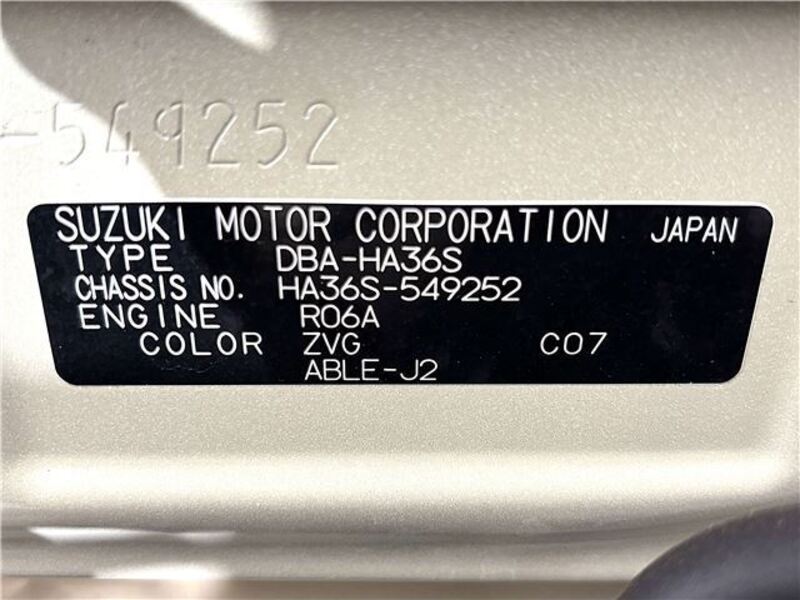 -549252
SUZUKI MOTOR CORPORATION JAPAN
TYPE DBA-HA36S
CHASSIS NO. HA36S-549252
ENGINE R06A
COLOR ZVG C07
ABLE-J2